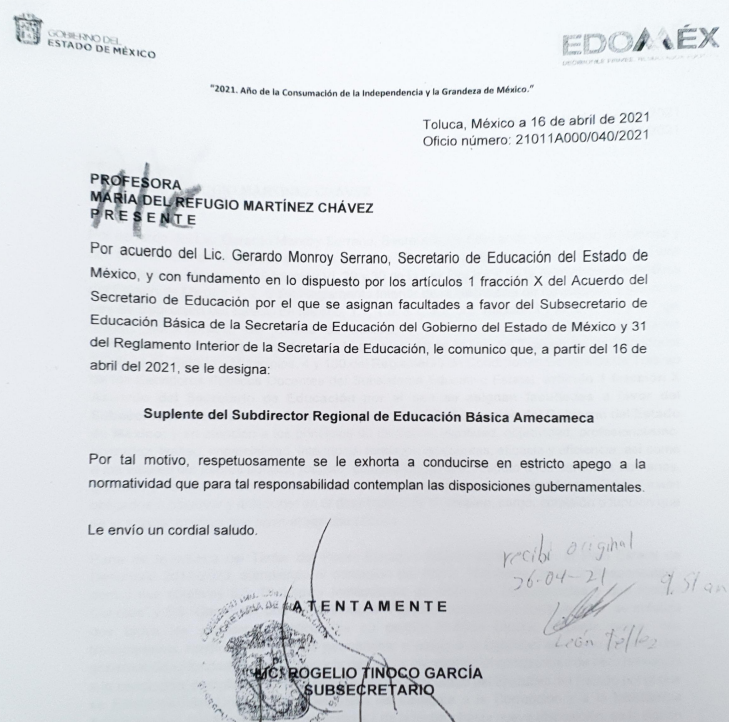 GOBIERNO DEL
ESTADO DE MÉXICO
EDOMÉX
"2021. Año de la Consumación de la Independencia y la Grandeza de México."
Toluca, México a 16 de abril de 2021
Oficio número: 21011A000/040/2021
PROFESORA
MARÍA DEL REFUGIO MARTÍNEZ CHÁVEZ
P R E S E N T E
Por acuerdo del Lic. Gerardo Monroy Serrano, Secretario de Educación del Estado de
México, y con fundamento en lo dispuesto por los artículos 1 fracción X del Acuerdo del
Secretario de Educación por el que se asignan facultades a favor del Subsecretario de
Educación Básica de la Secretaría de Educación del Gobierno del Estado de México y 31
del Reglamento Interior de la Secretaría de Educación, le comunico que, a partir del 16 de
abril del 2021, se le designa:
Suplente del Subdirector Regional de Educación Básica Amecameca
Por tal motivo, respetuosamente se le exhorta a conducirse en estricto apego a la
normatividad que para tal responsabilidad contemplan las disposiciones gubernamentales.
Le envío un cordial saludo.
recibi original
26-04-21
León Téllez
A T E N T A M E N T E
ROGELIO TINOCO GARCÍA
SUBSECRETARIO